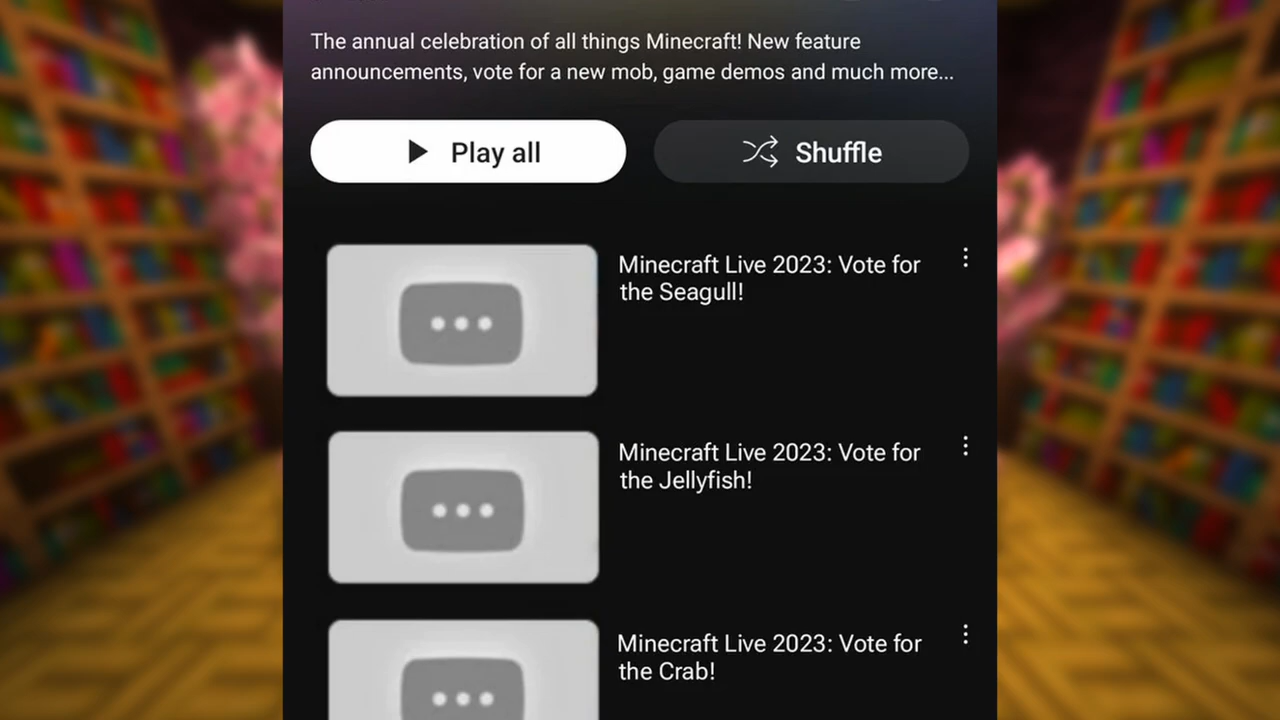 The annual celebration of all things Minecraft! New feature
announcements, vote for a new mob, game demos and much more...
Play all
Shuffle
Minecraft Live 2023: Vote for
the Seagull!
Minecraft Live 2023: Vote for
the Jellyfish!
Minecraft Live 2023: Vote for
the Crab!